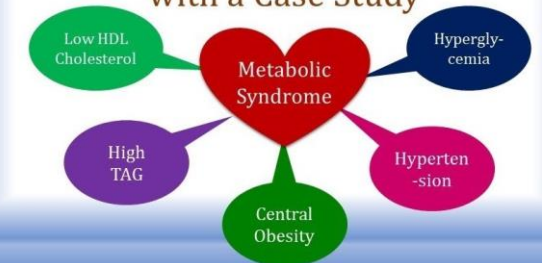 with a Case Study
Low HDL
Cholesterol
Metabolic
Syndrome
Hypergly-
cemia
High
TAG
Hyperten
-sion
Central
Obesity